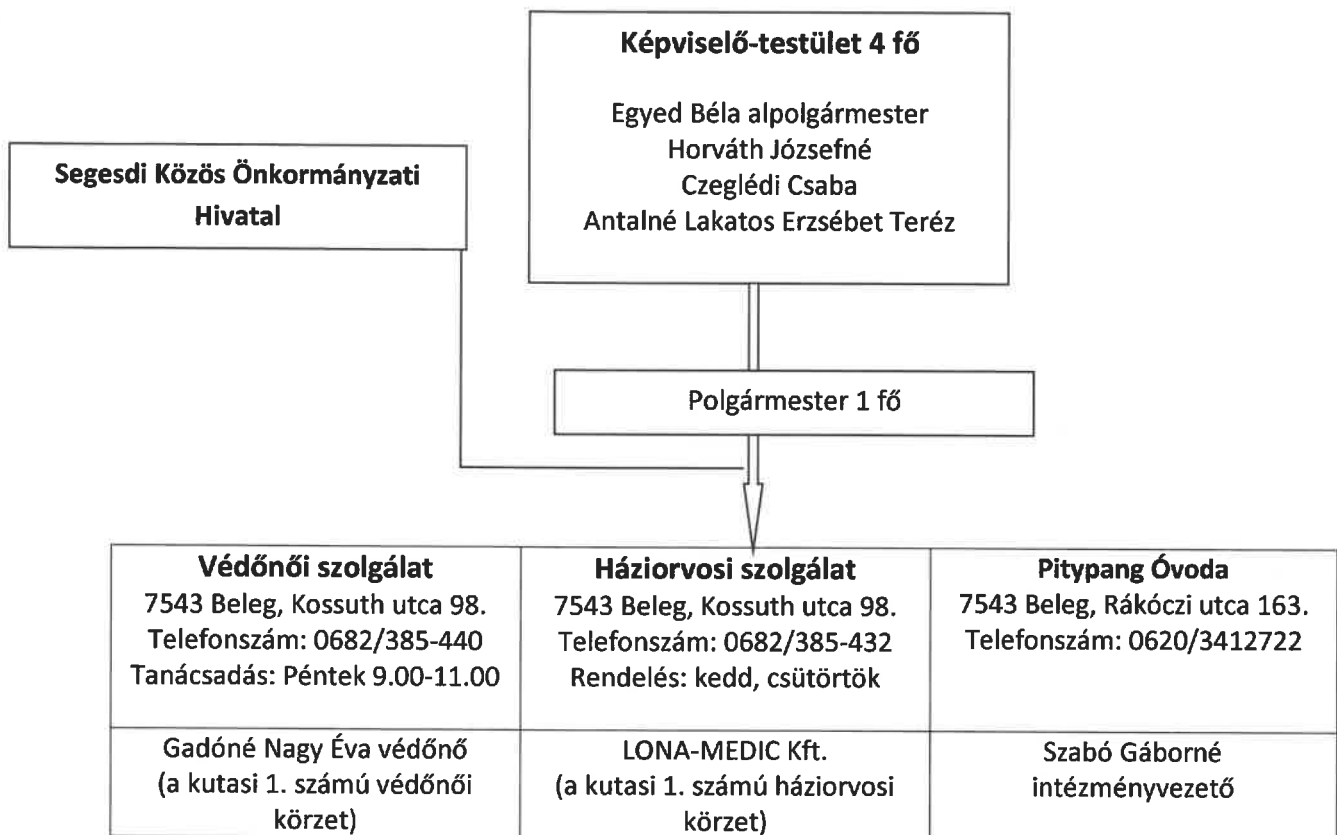 Képviselő-testület 4 fő
Egyed Béla alpolgármester
Horváth Józsefné
Czeglédi Csaba
Antalné Lakatos Erzsébet Teréz
Segesdi Közös Önkormányzati
Hivatal
Polgármester 1 fő
Védőnői szolgálat
7543 Beleg, Kossuth utca 98.
Telefonszám: 0682/385-440
Tanácsadás: Péntek 9.00-11.00
Gadóné Nagy Éva védőnő
(a kutasi 1. számú védőnői
körzet)
Háziorvosi szolgálat
7543 Beleg, Kossuth utca 98.
Telefonszám: 0682/385-432
Rendelés: kedd, csütörtök
LONA-MEDIC Kft.
(a kutasi 1. számú háziorvosi
körzet)
Pitypang Óvoda
7543 Beleg, Rákóczi utca 163.
Telefonszám: 0620/3412722
Szabó Gáborné
intézményvezető